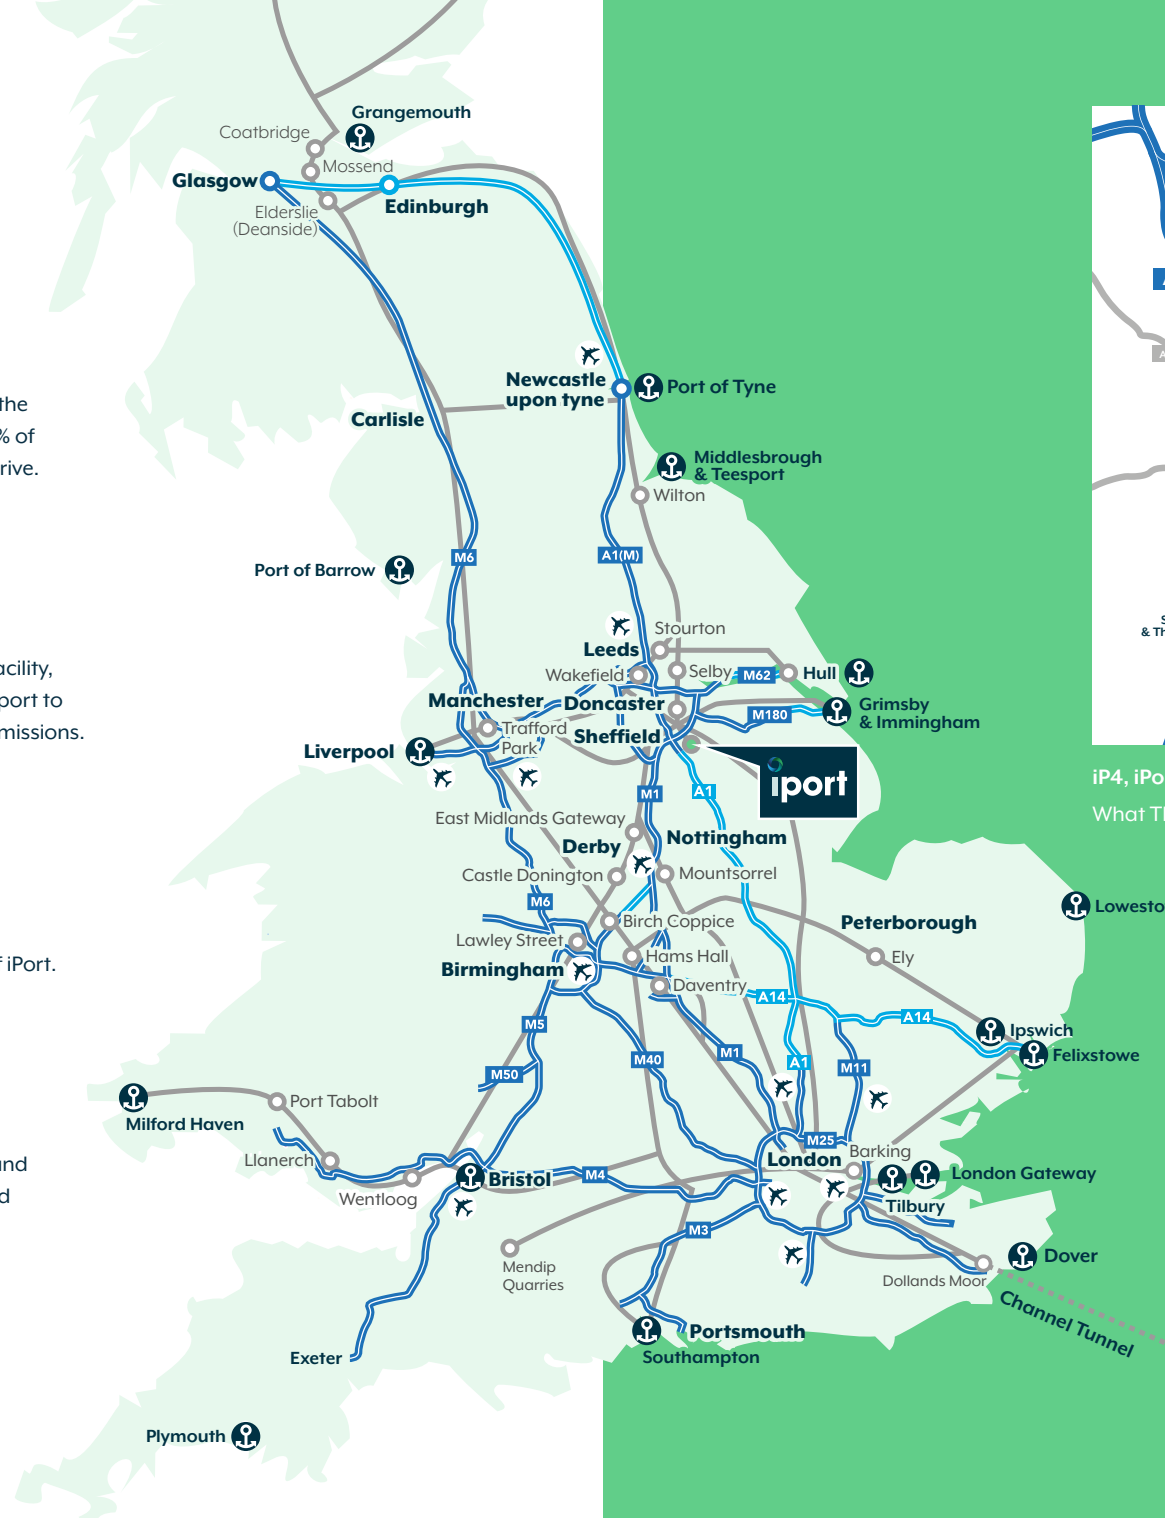 Grangemouth
Coatbridge
Mossend
Glasgow
Edinburgh
Elderslie
(Deanside)
Newcastle
upon tyne
Port of Tyne
Carlisle
the
% of
rive.
Middlesbrough
& Teesport
Wilton
M6
A1(M)
Port of Barrow
Stourton
Leeds
Wakefield
Selby
M62
Hull
acility,
port to
missions.
Manchester
Doncaster
Grimsby
& Immingham
M180
Trafford
Park
Sheffield
Liverpool
iport
M1
A1
iP4, iPo
What Th
East Midlands Gateway
Derby
Nottingham
Castle Donington
Mountsorrel
M6
Birch Coppice
Peterborough
Lowesto
Lawley Street
Hams Hall
Ely
f iPort.
Birmingham
Daventry
A14
A14
M5
Ipswich
Felixstowe
M50
M40
M1
A1
M11
Milford Haven
Port Tabolt
M25
Barking
Llanerch
London
und
d
Wentloog
Bristol
M4
London Gateway
Tilbury
M3
Mendip
Quarries
Dover
Dollands Moor
Channel Tunnel
Portsmouth
Southampton
Exeter
Plymouth
& Th